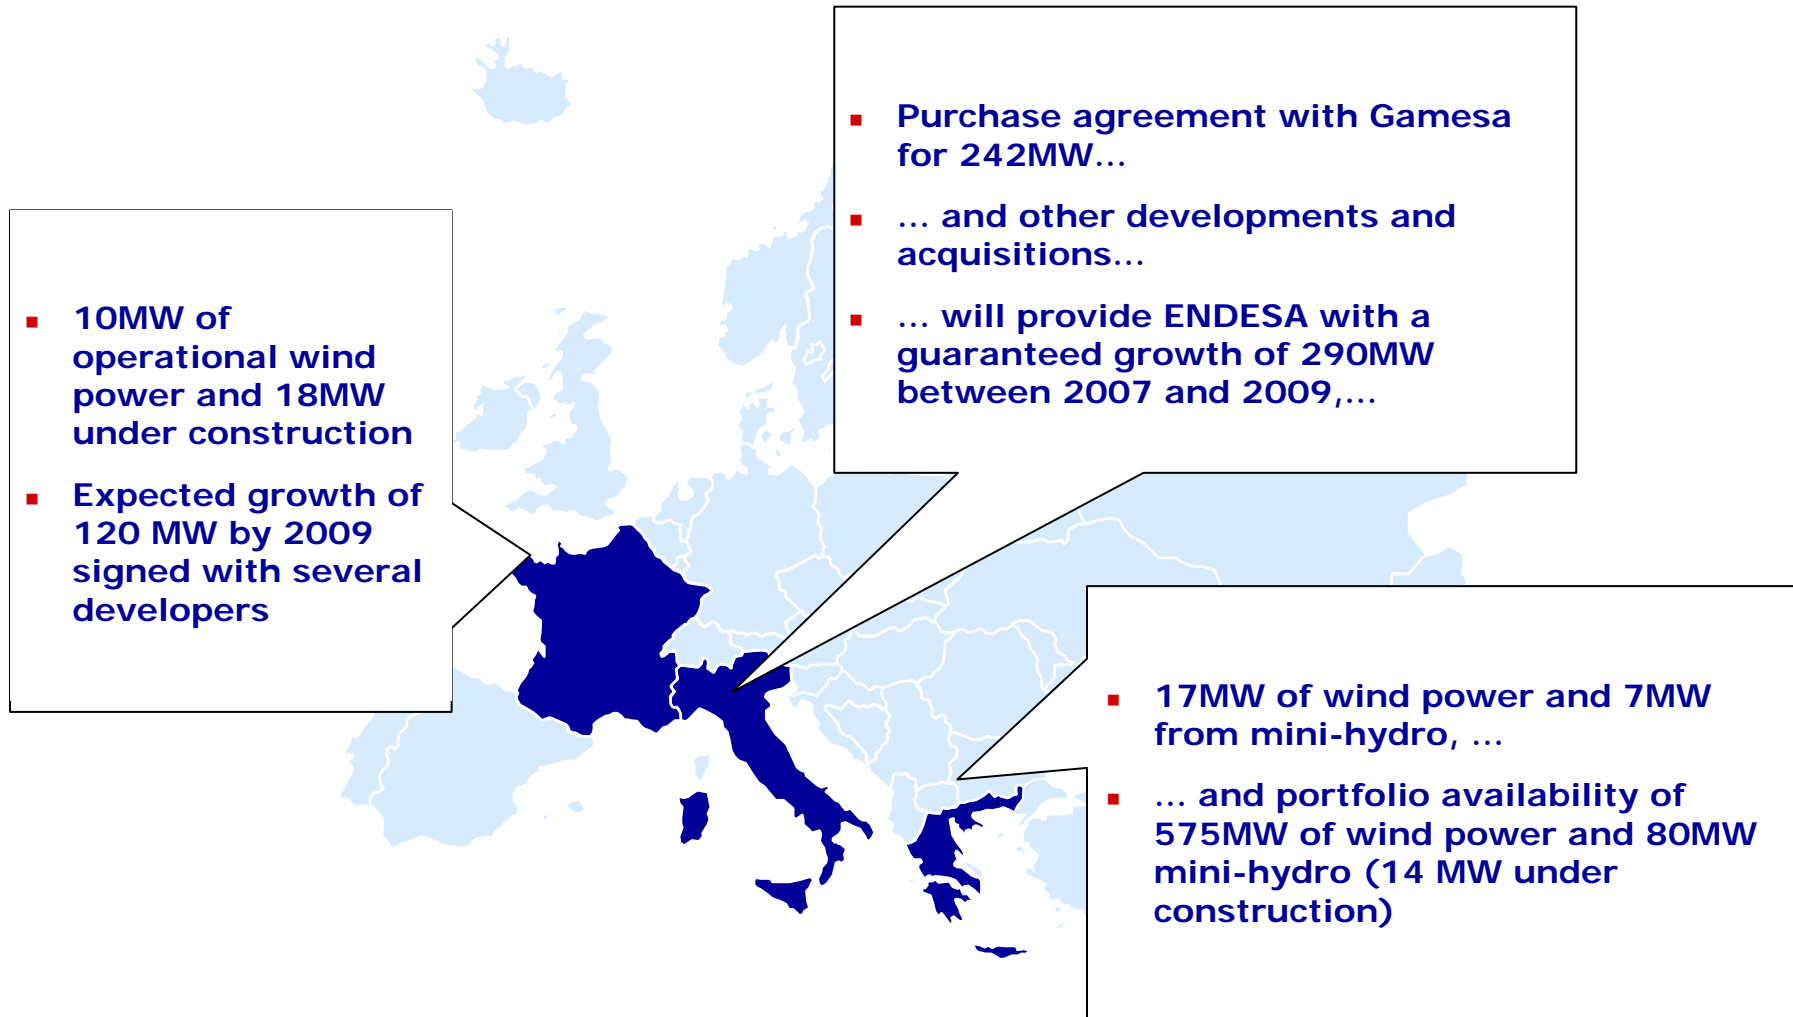 Purchase agreement with Gamesa
for 242MW...
... and other developments and
acquisitions...
... will provide ENDESA with a
guaranteed growth of 290MW
between 2007 and 2009,...
10MW of
operational wind
power and 18MW
under construction
Expected growth of
120 MW by 2009
signed with several
developers
17MW of wind power and 7MW
from mini-hydro, ...
... and portfolio availability of
575MW of wind power and 80MW
mini-hydro (14 MW under
construction)